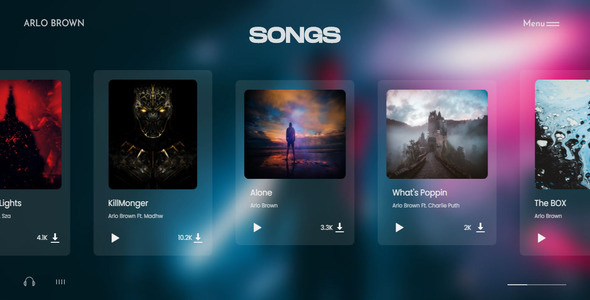 ARLO BROWN
SONGS
Menu
Lights
Sza
4.1K
KillMonger
Arlo Brown Ft. Madhw
10.2K
Alone
Arlo Brown
3.3K
What's Poppin
Arlo Brown Ft. Charlie Puth
2K
The BOX
Arlo Brown